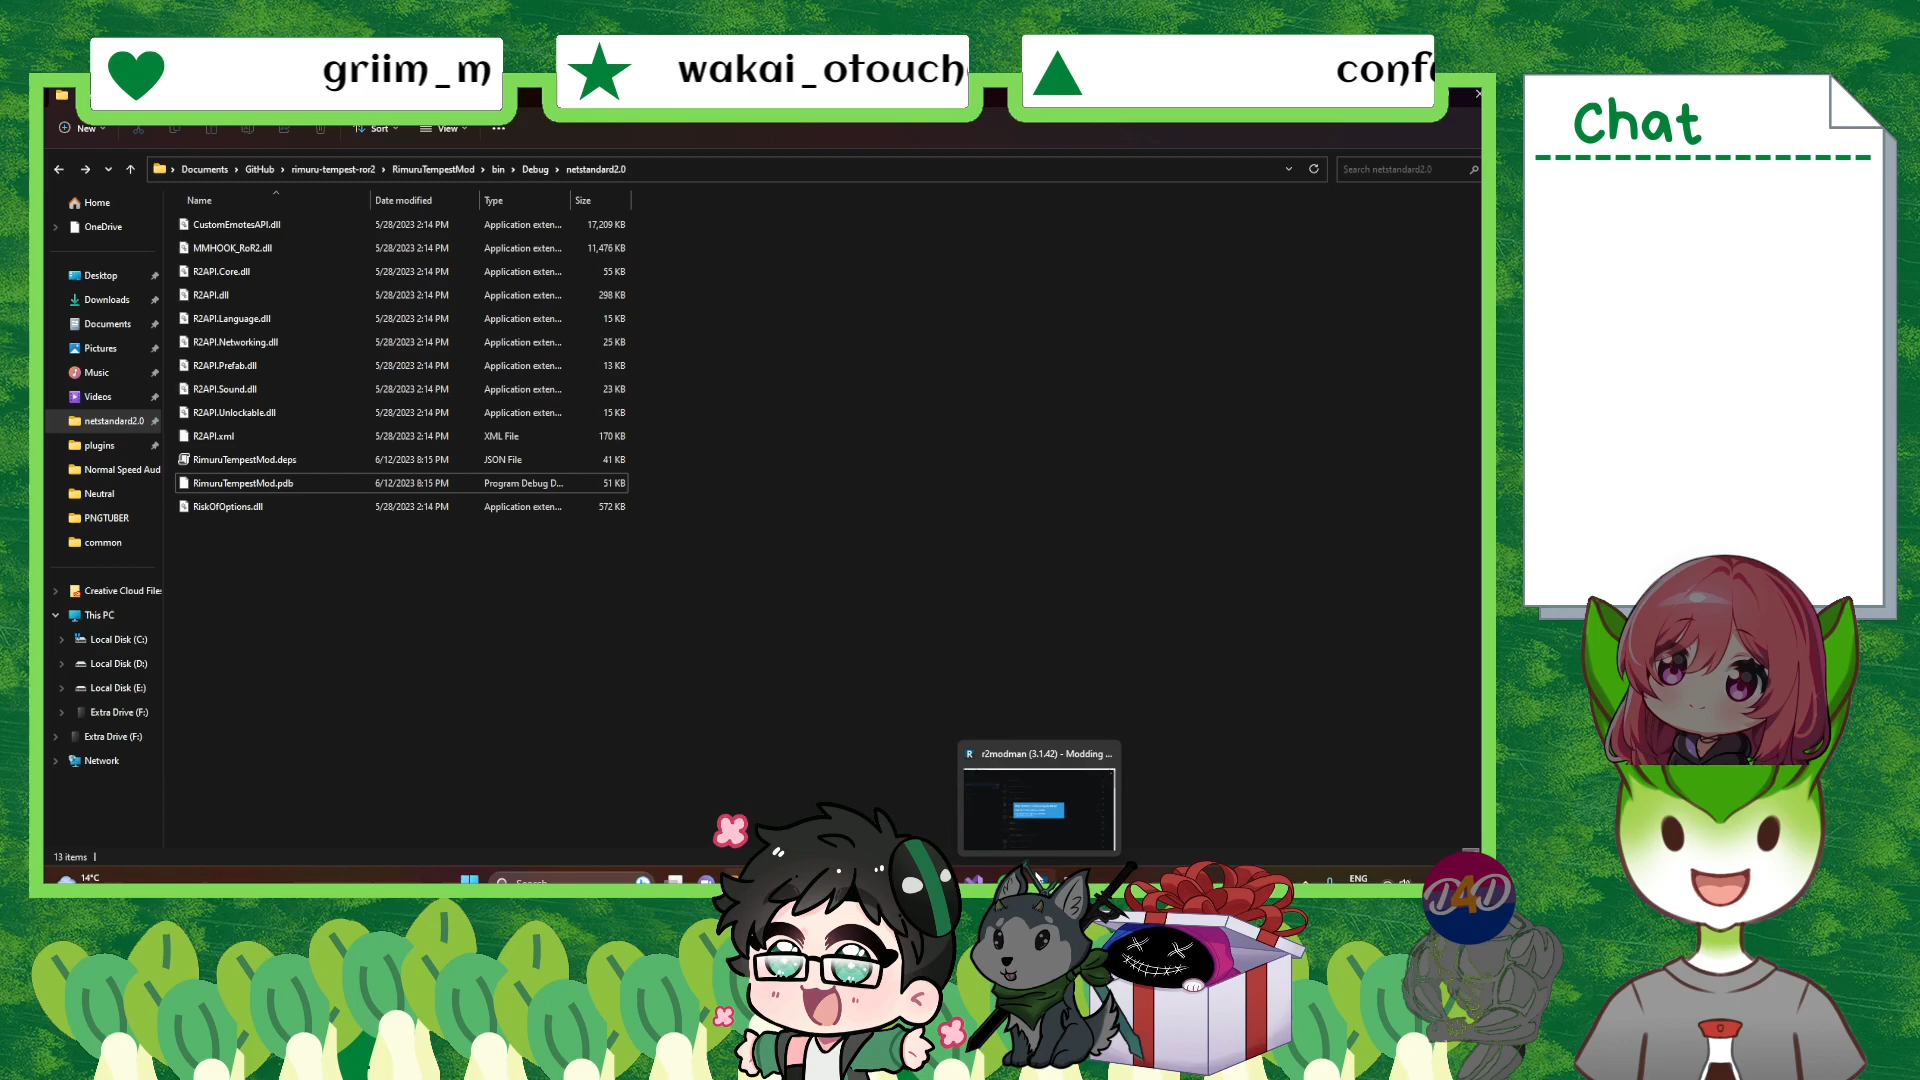 griim_m
wakai_otouch
conf
Chat
New
Sort
View
Documents > GitHub > rimuru-tempest-ror2 > RimuruTempestMod > bin > Debug > netstandard2.0
Search netstandard2.0
Home
OneDrive
Desktop
Downloads
Documents
Pictures
Music
Videos
netstandard2.0
plugins
Normal Speed Aud
Neutral
PNGTUBER
common
Creative Cloud Files
This PC
Local Disk (C:)
Local Disk (D:)
Local Disk (E:)
Extra Drive (F:)
Extra Drive (F:)
Network
Name Date modified Type Size
CustomEmotesAPI.dll 5/28/2023 2:14 PM Application exten... 17,209 KB
MMHOOK_RoR2.dll 5/28/2023 2:14 PM Application exten... 11,476 KB
R2API.Core.dll 5/28/2023 2:14 PM Application exten... 55 KB
R2API.dll 5/28/2023 2:14 PM Application exten... 298 KB
R2API.Language.dll 5/28/2023 2:14 PM Application exten... 15 KB
R2API.Networking.dll 5/28/2023 2:14 PM Application exten... 25 KB
R2API.Prefab.dll 5/28/2023 2:14 PM Application exten... 13 KB
R2API.Sound.dll 5/28/2023 2:14 PM Application exten... 23 KB
R2API.Unlockable.dll 5/28/2023 2:14 PM Application exten... 15 KB
R2API.xml 5/28/2023 2:14 PM XML File 170 KB
RimuruTempestMod.deps 6/12/2023 8:15 PM JSON File 41 KB
RimuruTempestMod.pdb 6/12/2023 8:15 PM Program Debug D... 51 KB
RiskOfOptions.dll 5/28/2023 2:14 PM Application exten... 572 KB
r2modman (3.1.42) - Modding ...
13 items
14°C
Search
ENG
D4D